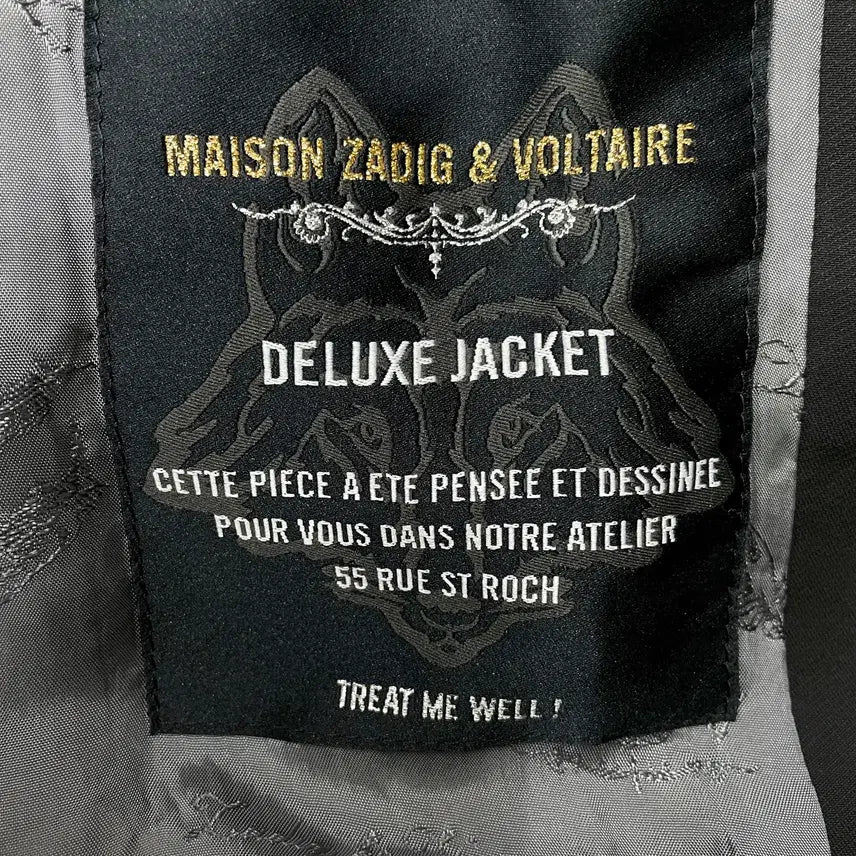 MAISON ZADIG & VOLTAIRE
DELUXE JACKET
CETTE PIECE A ETE PENSEE ET DESSINEE
POUR VOUS DANS NOTRE ATELIER
55 RUE ST ROCH
TREAT ME WELL !